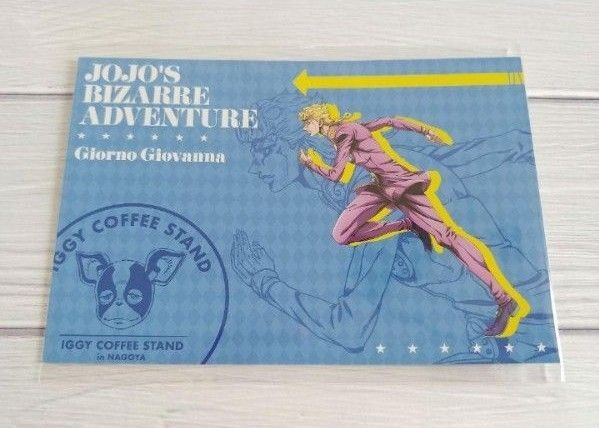 JOJO'S
BIZARRE
ADVENTURE
Giorno Giovanna
IGGY COFFEE STAND
IGGY COFFEE STAND
in NAGOYA